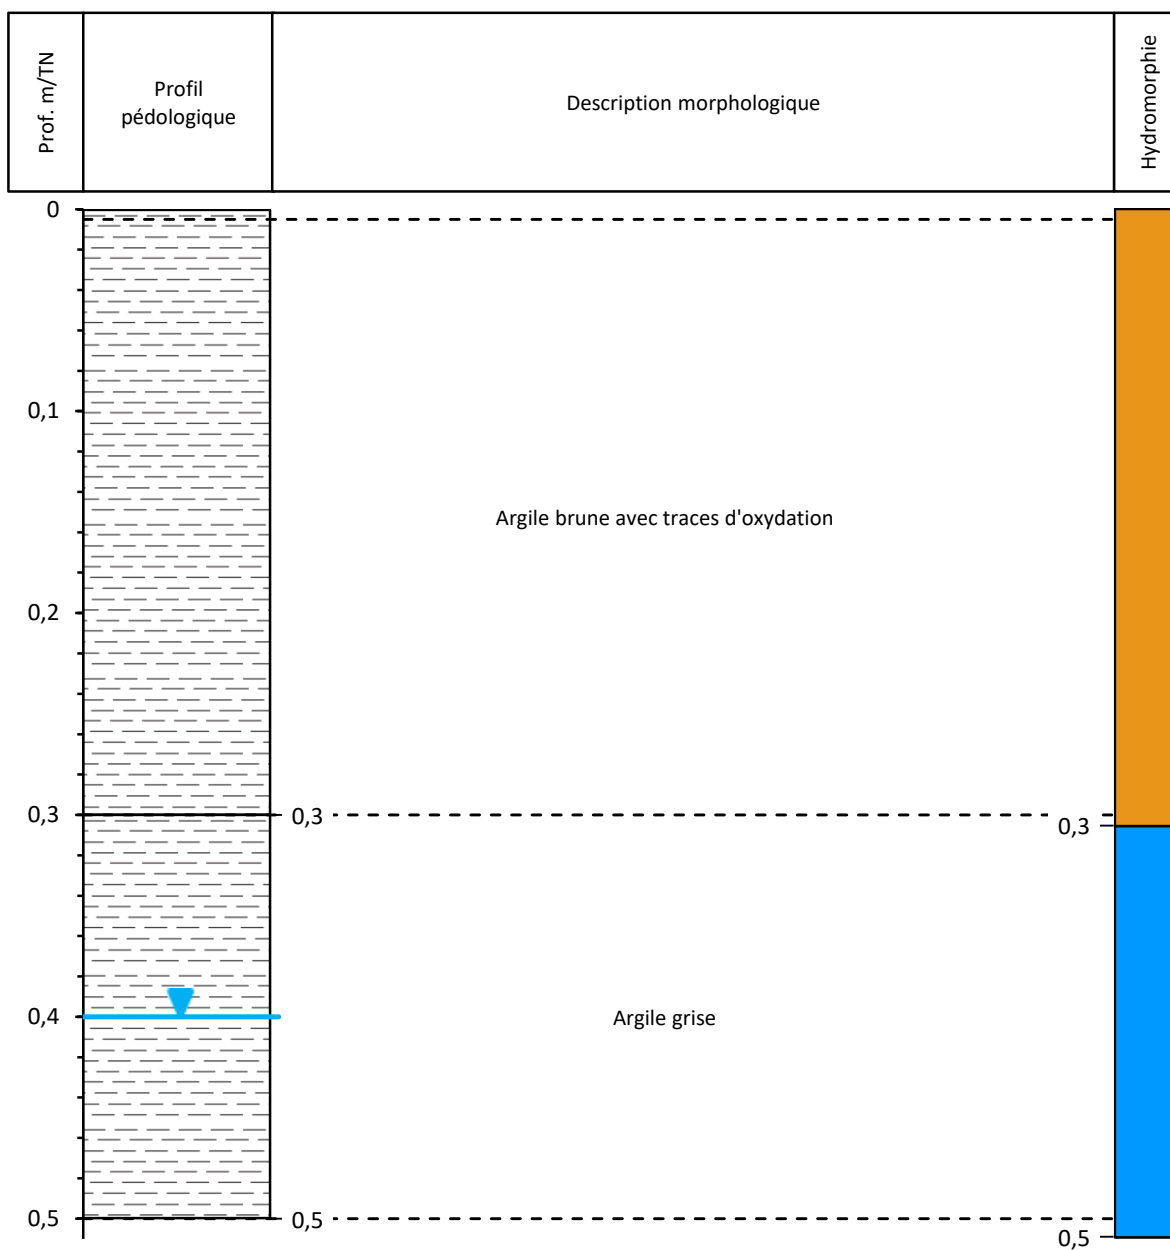 Prof. m/TN
Profil
pédologique
Description morphologique
Hydromorphie
0
0,1
Argile brune avec traces d'oxydation
0,2
0,3
0,3
0,3
0,4
Argile grise
0,5
0,5
0,5